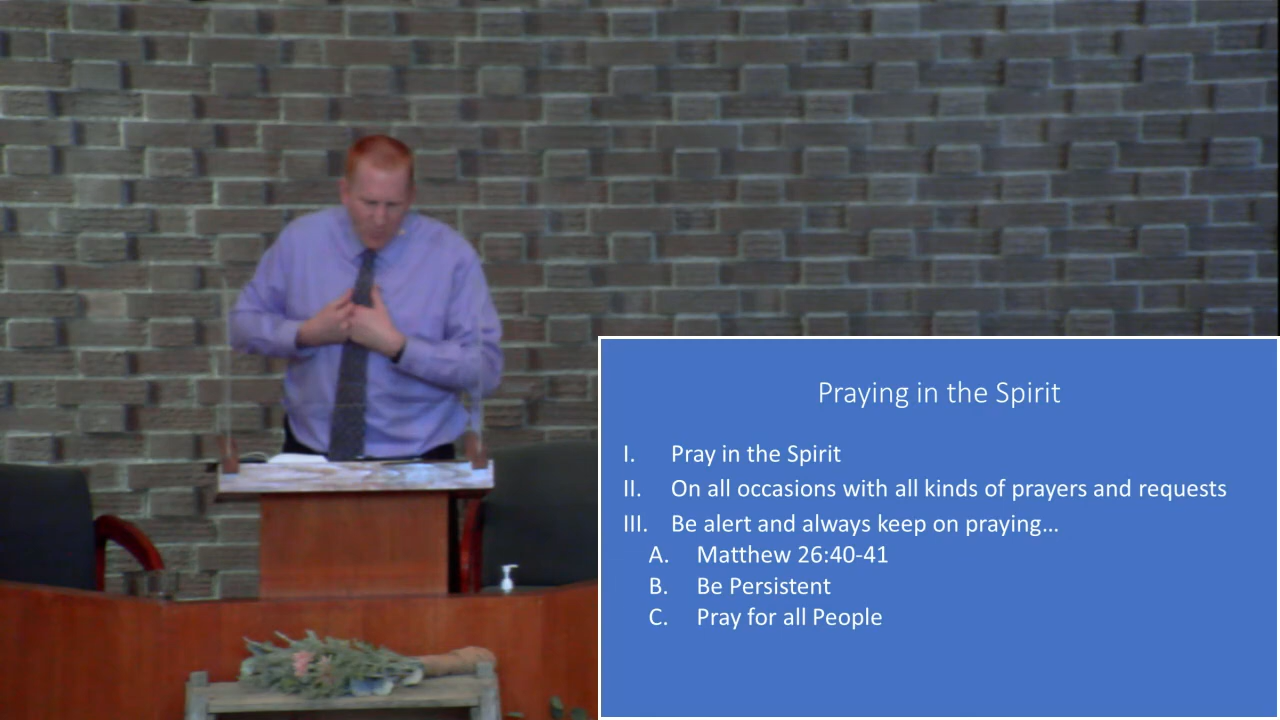 Praying in the Spirit
I. Pray in the Spirit
II. On all occasions with all kinds of prayers and requests
III. Be alert and always keep on praying…
A. Matthew 26:40-41
B. Be Persistent
C. Pray for all People